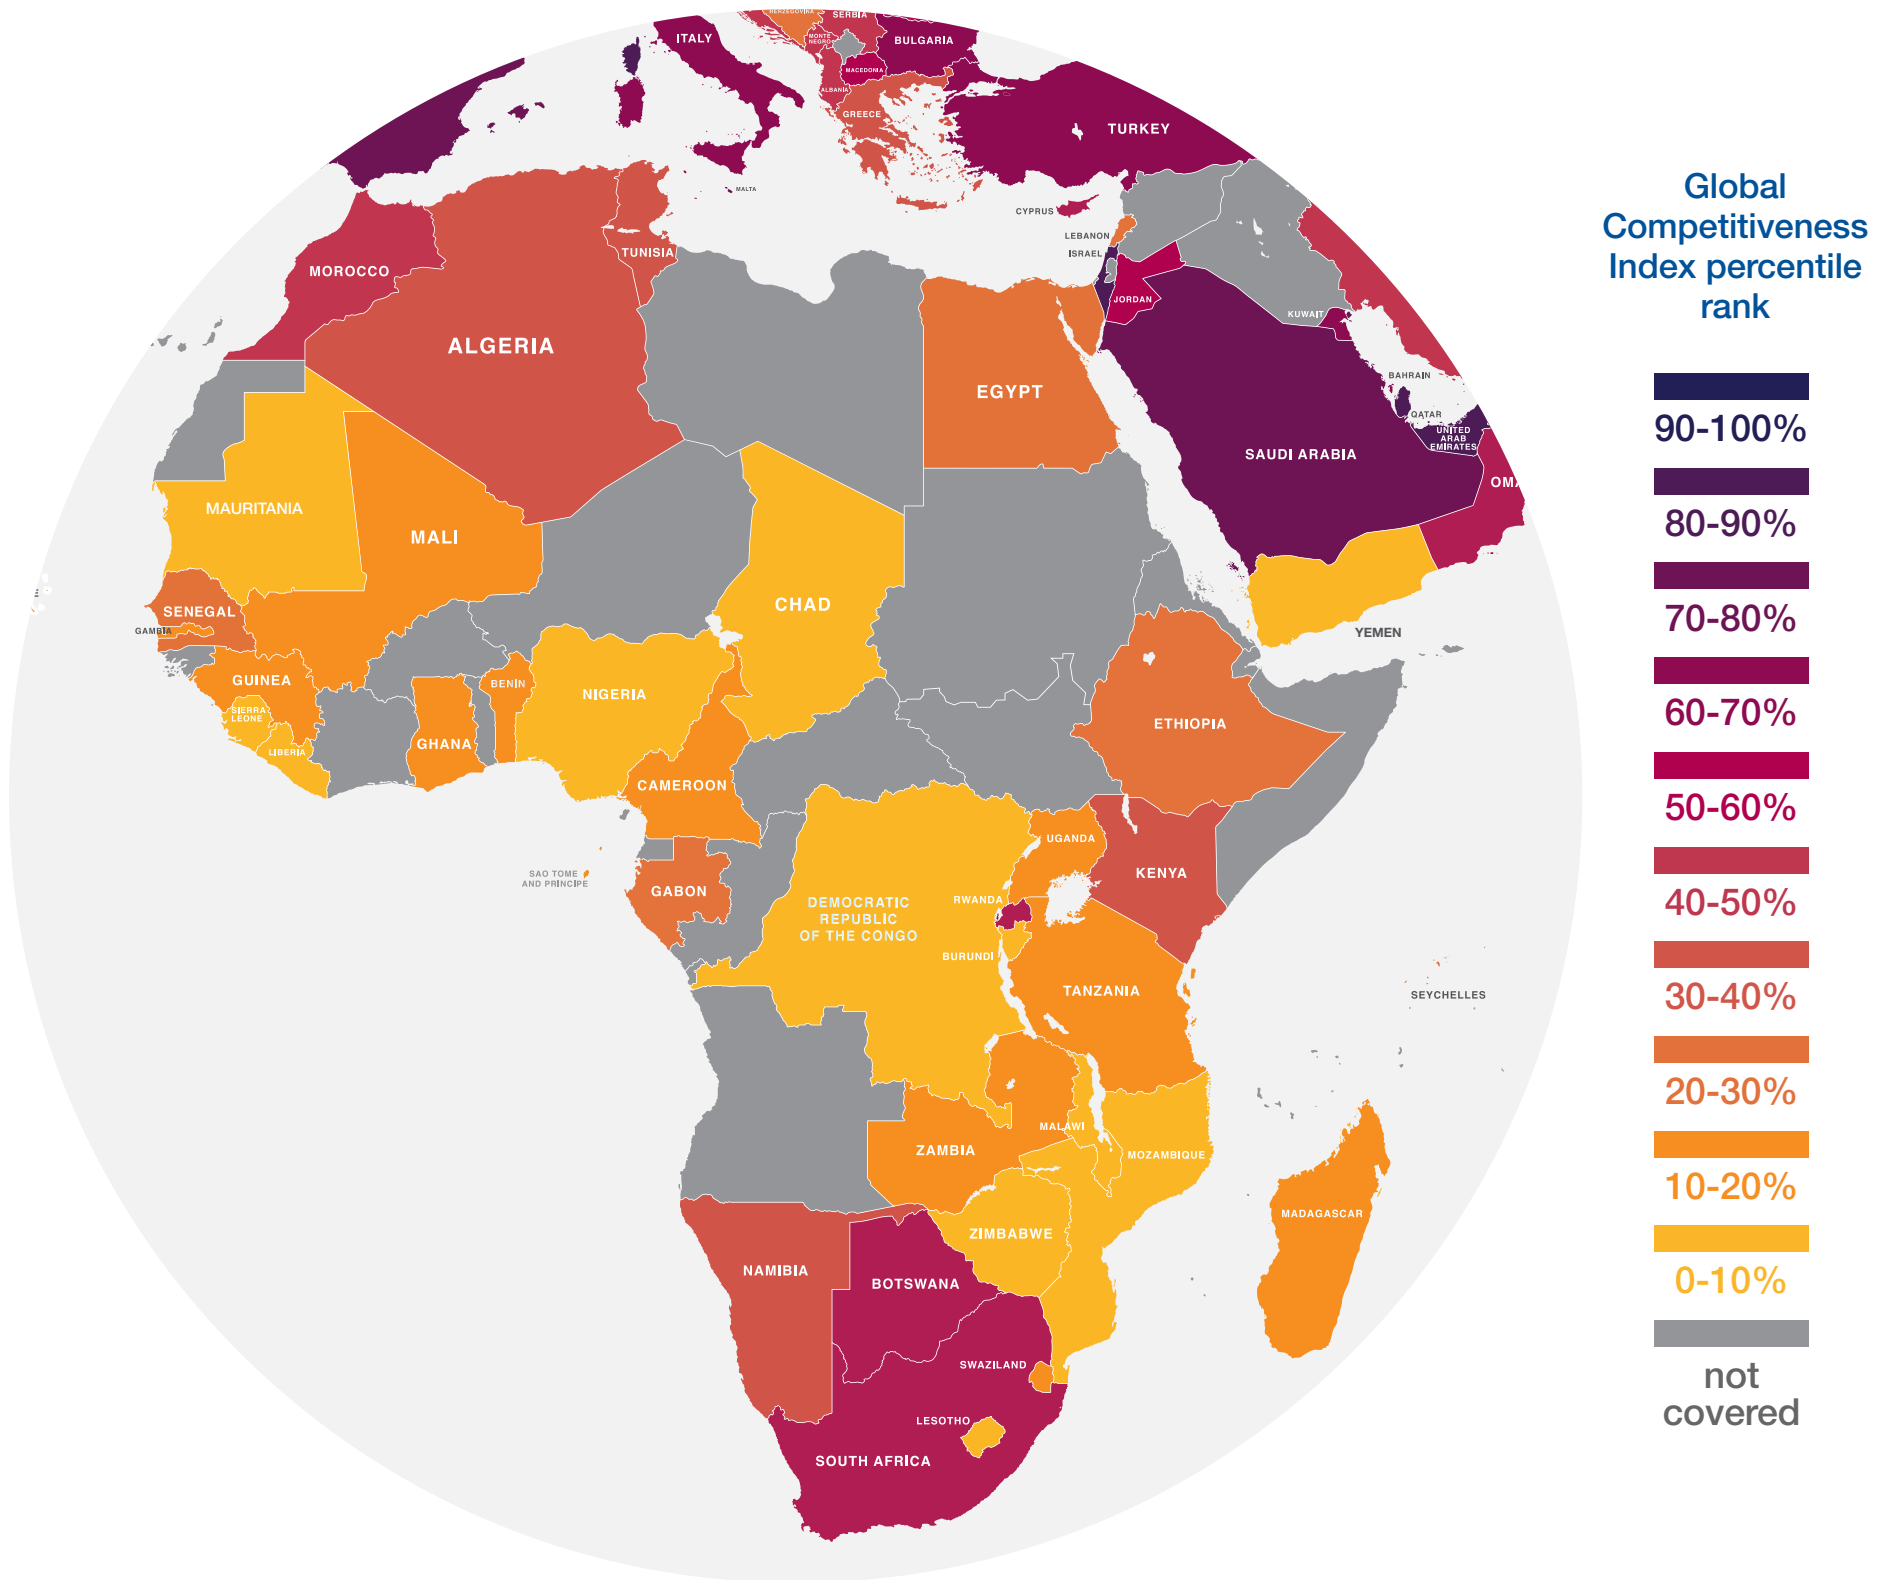 HERZEGOVINA
SERBIA
ITALY
MONTE
NEGRO
BULGARIA
MACEDONIA
ALBANIA
GREECE
TURKEY
MALTA
CYPRUS
LEBANON
ISRAEL
JORDAN
KUWAIT
BAHRAIN
QATAR
UNITED
ARAB
EMIRATES
SAUDI ARABIA
YEMEN
TUNISIA
MOROCCO
ALGERIA
EGYPT
MAURITANIA
MALI
CHAD
SENEGAL
GAMBIA
GUINEA
SIERRA
LEONE
LIBERIA
BENIN
GHANA
NIGERIA
CAMEROON
ETHIOPIA
UGANDA
KENYA
SAO TOME
AND PRINCIPE
GABON
DEMOCRATIC
REPUBLIC
OF THE CONGO
RWANDA
BURUNDI
TANZANIA
SEYCHELLES
MALAWI
ZAMBIA
MOZAMBIQUE
MADAGASCAR
ZIMBABWE
NAMIBIA
BOTSWANA
SWAZILAND
LESOTHO
SOUTH AFRICA
Global
Competitiveness
Index percentile
rank
90-100%
80-90%
70-80%
60-70%
50-60%
40-50%
30-40%
20-30%
10-20%
0-10%
not
covered